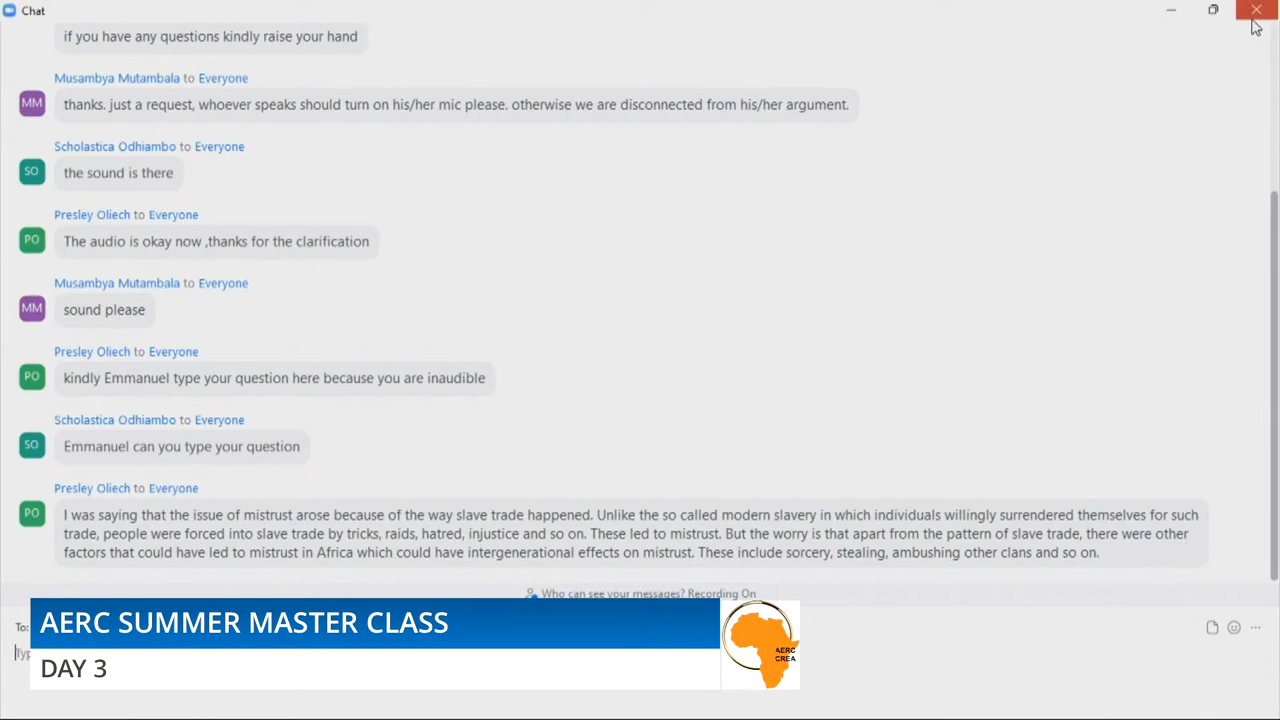 Chat
if you have any questions kindly raise your hand
Musambya Mutambala to Everyone
MM
thanks. just a request, whoever speaks should turn on his/her mic please. otherwise we are disconnected from his/her argument.
Scholastica Odhiambo to Everyone
SO
the sound is there
Presley Oliech to Everyone
PO
The audio is okay now ,thanks for the clarification
Musambya Mutambala to Everyone
MM
sound please
Presley Oliech to Everyone
PO
kindly Emmanuel type your question here because you are inaudible
Scholastica Odhiambo to Everyone
SO
Emmanuel can you type your question
Presley Oliech to Everyone
PO
I was saying that the issue of mistrust arose because of the way slave trade happened. Unlike the so called modern slavery in which individuals willingly surrendered themselves for such
trade, people were forced into slave trade by tricks, raids, hatred, injustice and so on. These led to mistrust. But the worry is that apart from the pattern of slave trade, there were other
factors that could have led to mistrust in Africa which could have intergenerational effects on mistrust. These include sorcery, stealing, ambushing other clans and so on.
Who can see your messages? Recording On
To:
AERC SUMMER MASTER CLASS
DAY 3
AERC
CREA